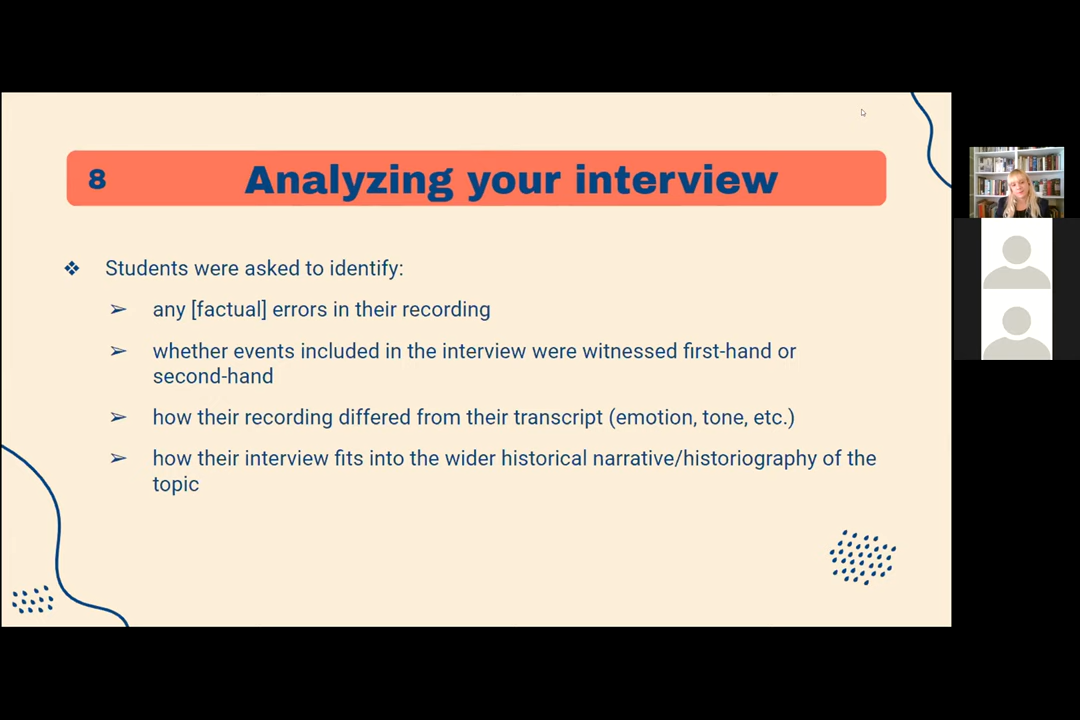 8 Analyzing your interview
❖ Students were asked to identify:
➢ any [factual] errors in their recording
➢ whether events included in the interview were witnessed first-hand or
second-hand
➢ how their recording differed from their transcript (emotion, tone, etc.)
➢ how their interview fits into the wider historical narrative/historiography of the
topic